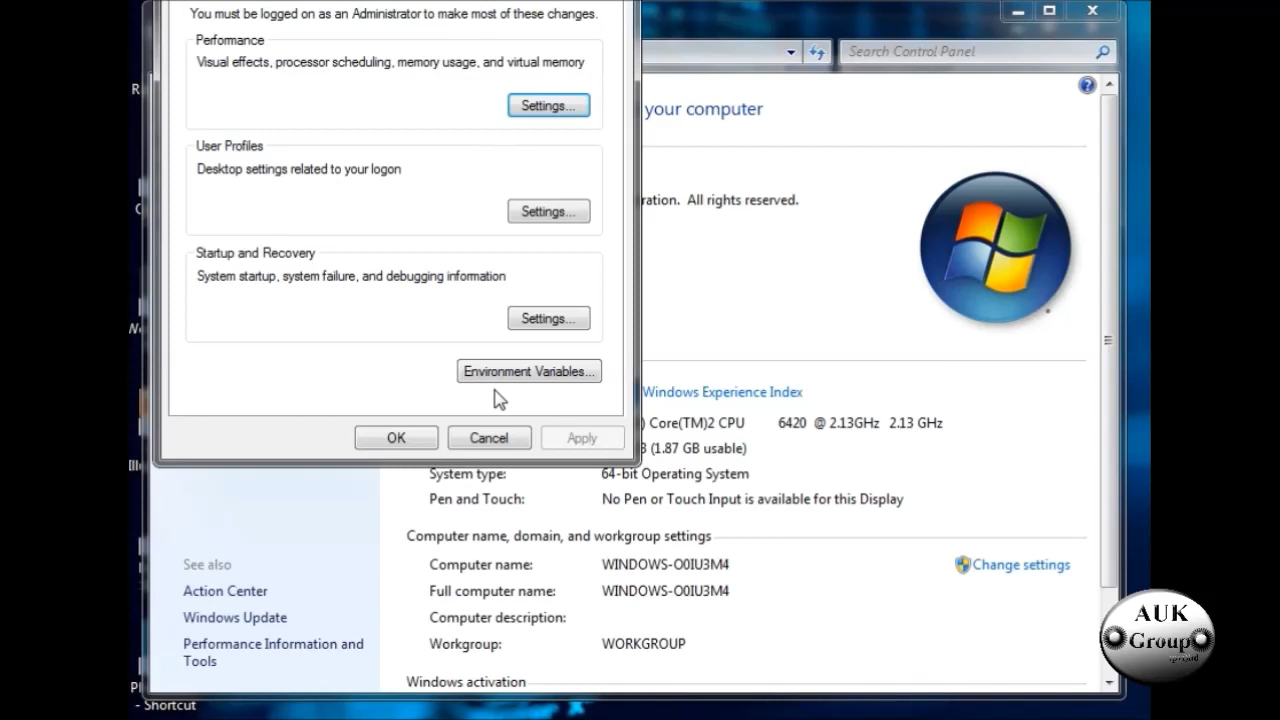 You must be logged on as an Administrator to make most of these changes.
Performance
Visual effects, processor scheduling, memory usage, and virtual memory
Settings...
User Profiles
Desktop settings related to your logon
Settings...
Startup and Recovery
System startup, system failure, and debugging information
Settings...
Environment Variables...
OK
Cancel
Apply
Search Control Panel
your computer
ration. All rights reserved.
Windows Experience Index
) Core(TM)2 CPU 6420 @ 2.13GHz 2.13 GHz
(1.87 GB usable)
System type: 64-bit Operating System
Pen and Touch: No Pen or Touch Input is available for this Display
Computer name, domain, and workgroup settings
Computer name: WINDOWS-O0IU3M4
Change settings
Full computer name: WINDOWS-O0IU3M4
Computer description:
Workgroup: WORKGROUP
Windows activation
See also
Action Center
Windows Update
Performance Information and
Tools
- Shortcut
AUK
Group